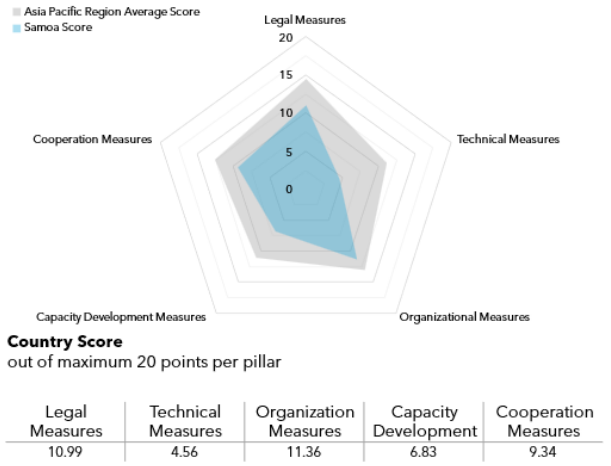 Asia Pacific Region Average Score
Samoa Score
Legal Measures
20
15
10
5
0
Cooperation Measures
Technical Measures
Capacity Development Measures
Organizational Measures
Country Score
out of maximum 20 points per pillar
Legal Measures
Technical Measures
Organization Measures
Capacity Development
Cooperation Measures
10.99 4.56 11.36 6.83 9.34